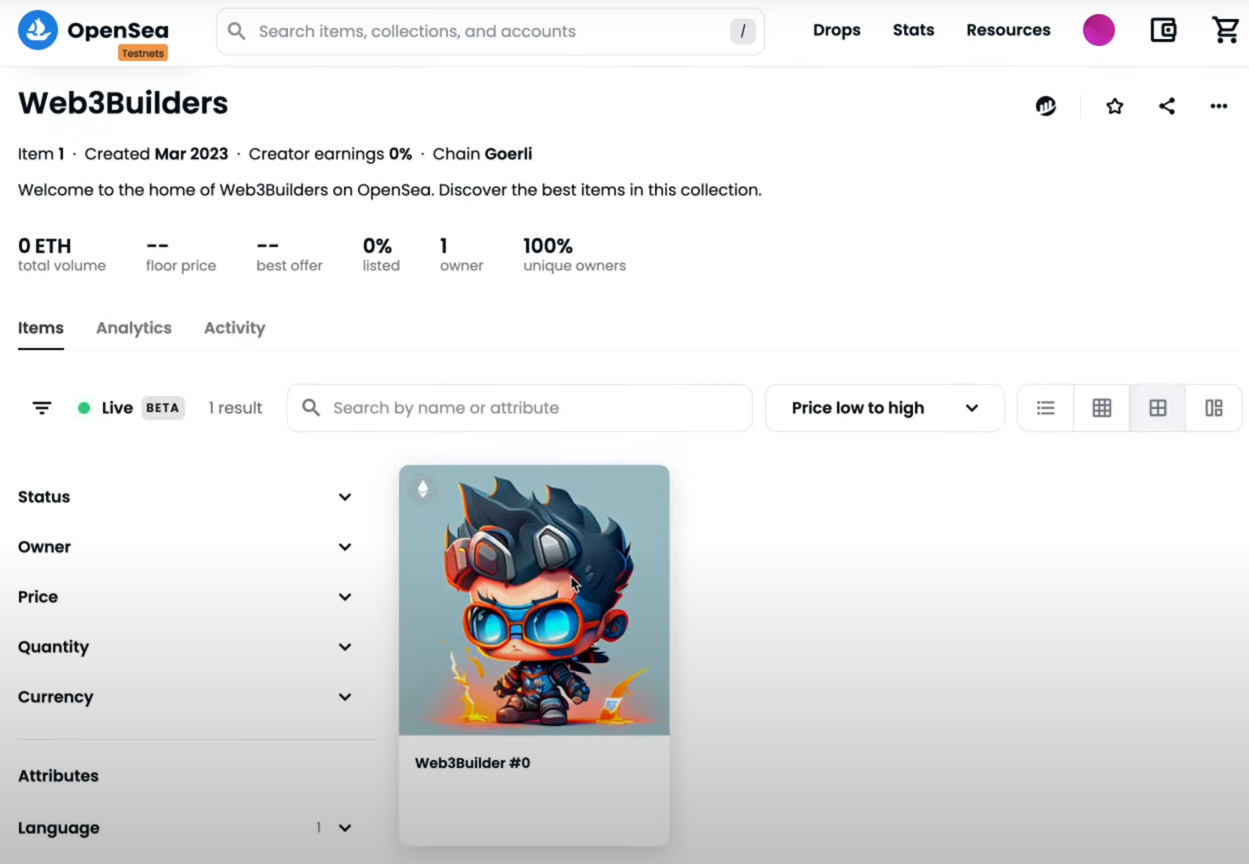 OpenSea
Testnets
Search items, collections, and accounts
/
Drops
Stats
Resources
Web3Builders
Item 1 · Created Mar 2023 · Creator earnings 0% · Chain Goerli
Welcome to the home of Web3Builders on OpenSea. Discover the best items in this collection.
0 ETH
total volume
--
floor price
--
best offer
0%
listed
1
owner
100%
unique owners
Items
Analytics
Activity
Live BETA
1 result
Search by name or attribute
Price low to high
Status
Owner
Price
Quantity
Currency
Attributes
Language 1
Web3Builder #0